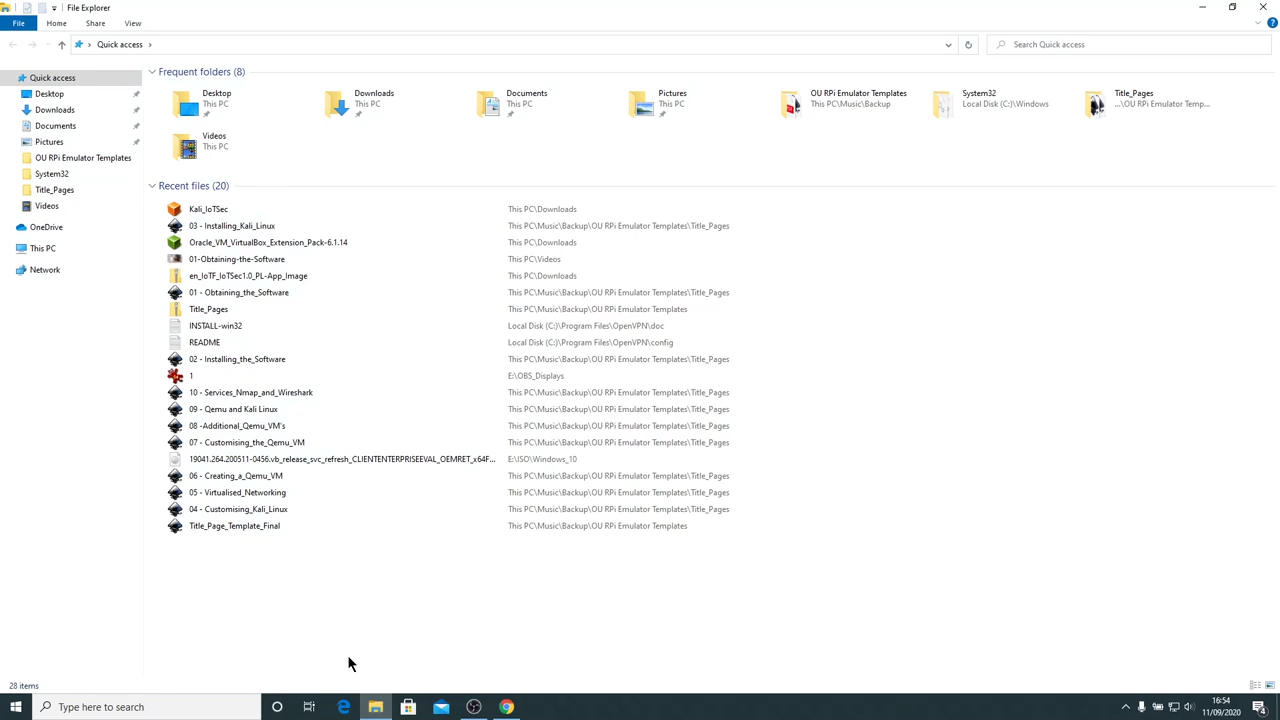 File Explorer
File Home Share View
Quick access
Search Quick access
Quick access
Desktop
Downloads
Documents
Pictures
OU RPi Emulator Templates
System32
Title_Pages
Videos
OneDrive
This PC
Network
Frequent folders (8)
Desktop
This PC
Downloads
This PC
Documents
This PC
Pictures
This PC
OU RPi Emulator Templates
This PC\Music\Backup
System32
Local Disk (C:)\Windows
Title_Pages
...\OU RPi Emulator Temp...
Videos
This PC
Recent files (20)
Kali_IoTSec This PC\Downloads
03 - Installing_Kali_Linux This PC\Music\Backup\OU RPi Emulator Templates\Title_Pages
Oracle_VM_VirtualBox_Extension_Pack-6.1.14 This PC\Downloads
01-Obtaining-the-Software This PC\Videos
en_IoTF_IoTSec1.0_PL-App_Image This PC\Downloads
01 - Obtaining_the_Software This PC\Music\Backup\OU RPi Emulator Templates\Title_Pages
Title_Pages This PC\Music\Backup\OU RPi Emulator Templates
INSTALL-win32 Local Disk (C:)\Program Files\OpenVPN\doc
README Local Disk (C:)\Program Files\OpenVPN\config
02 - Installing_the_Software This PC\Music\Backup\OU RPi Emulator Templates\Title_Pages
1 E:\OBS_Displays
10 - Services_Nmap_and_Wireshark This PC\Music\Backup\OU RPi Emulator Templates\Title_Pages
09 - Qemu and Kali Linux This PC\Music\Backup\OU RPi Emulator Templates\Title_Pages
08 -Additional_Qemu_VM's This PC\Music\Backup\OU RPi Emulator Templates\Title_Pages
07 - Customising_the_Qemu_VM This PC\Music\Backup\OU RPi Emulator Templates\Title_Pages
19041.264.200511-0456.vb_release_svc_refresh_CLIENTENTERPRISEEVAL_OEMRET_x64F... E:\ISO\Windows_10
06 - Creating_a_Qemu_VM This PC\Music\Backup\OU RPi Emulator Templates\Title_Pages
05 - Virtualised_Networking This PC\Music\Backup\OU RPi Emulator Templates\Title_Pages
04 - Customising_Kali_Linux This PC\Music\Backup\OU RPi Emulator Templates\Title_Pages
Title_Page_Template_Final This PC\Music\Backup\OU RPi Emulator Templates
28 items
Type here to search
16:54
11/09/2020
4